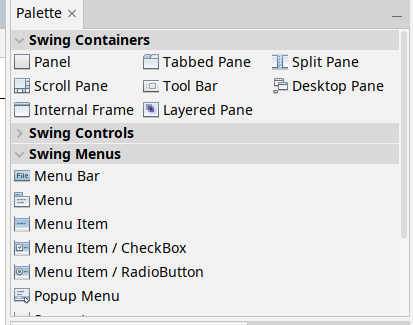 Palette
Swing Containers
Panel Tabbed Pane Split Pane
Scroll Pane Tool Bar Desktop Pane
Internal Frame Layered Pane
Swing Controls
Swing Menus
File Menu Bar
Menu
Menu Item
Menu Item / CheckBox
Menu Item / RadioButton
Popup Menu